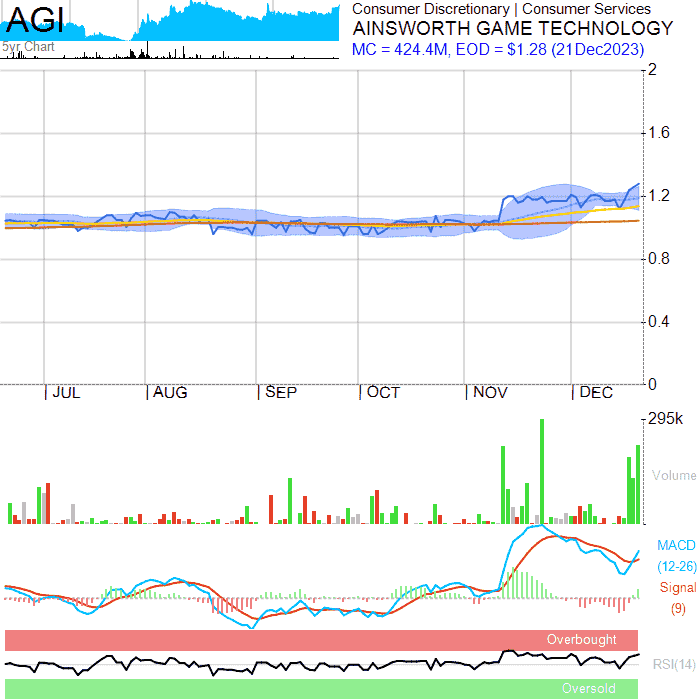 AGI
5yr Chart
Consumer Discretionary | Consumer Services
AINSWORTH GAME TECHNOLOGY
MC = 424.4M, EOD = $1.28 (21Dec2023)
2
1.6
1.2
0.8
0.4
0
JUL
AUG
SEP
OCT
NOV
DEC
295k
Volume
MACD
(12-26)
Signal
(9)
Overbought
RSI(14)
Oversold